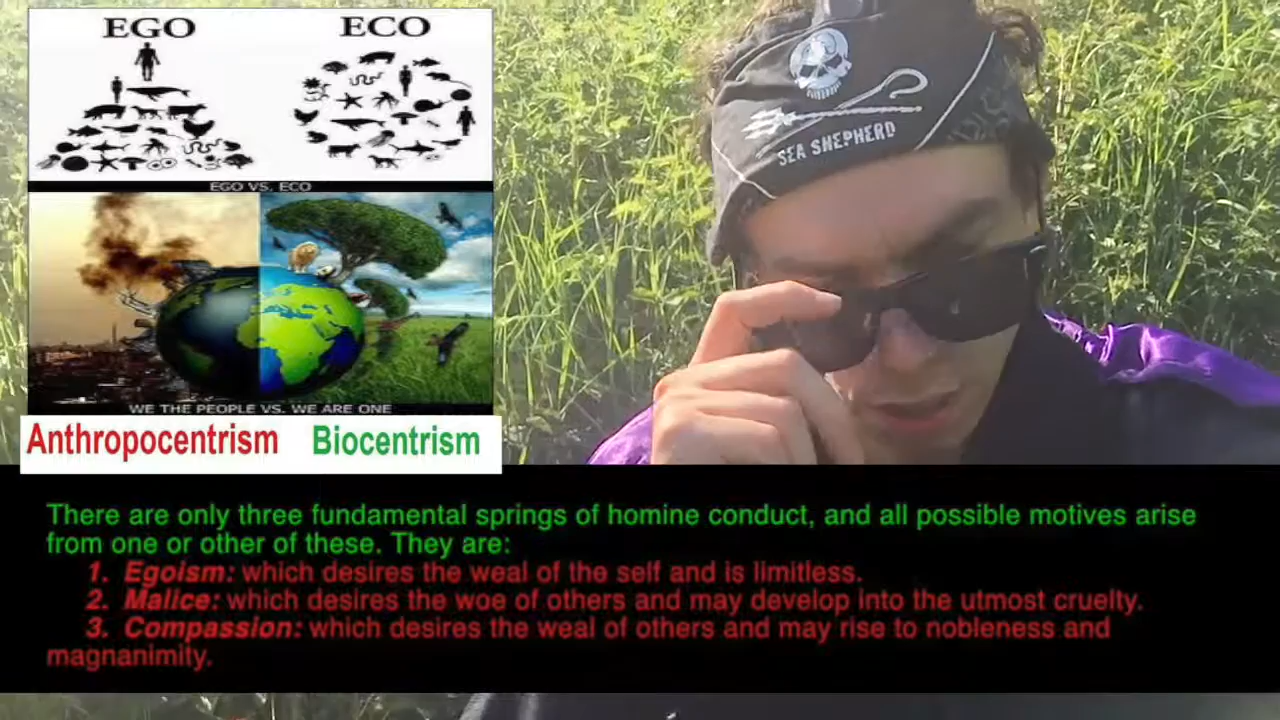 EGO ECO
EGO VS. ECO
WE THE PEOPLE VS. WE ARE ONE
Anthropocentrism Biocentrism
SEA SHEPHERD
There are only three fundamental springs of homine conduct, and all possible motives arise
from one or other of these. They are:
1. Egoism: which desires the weal of the self and is limitless.
2. Malice: which desires the woe of others and may develop into the utmost cruelty.
3. Compassion: which desires the weal of others and may rise to nobleness and
magnanimity.